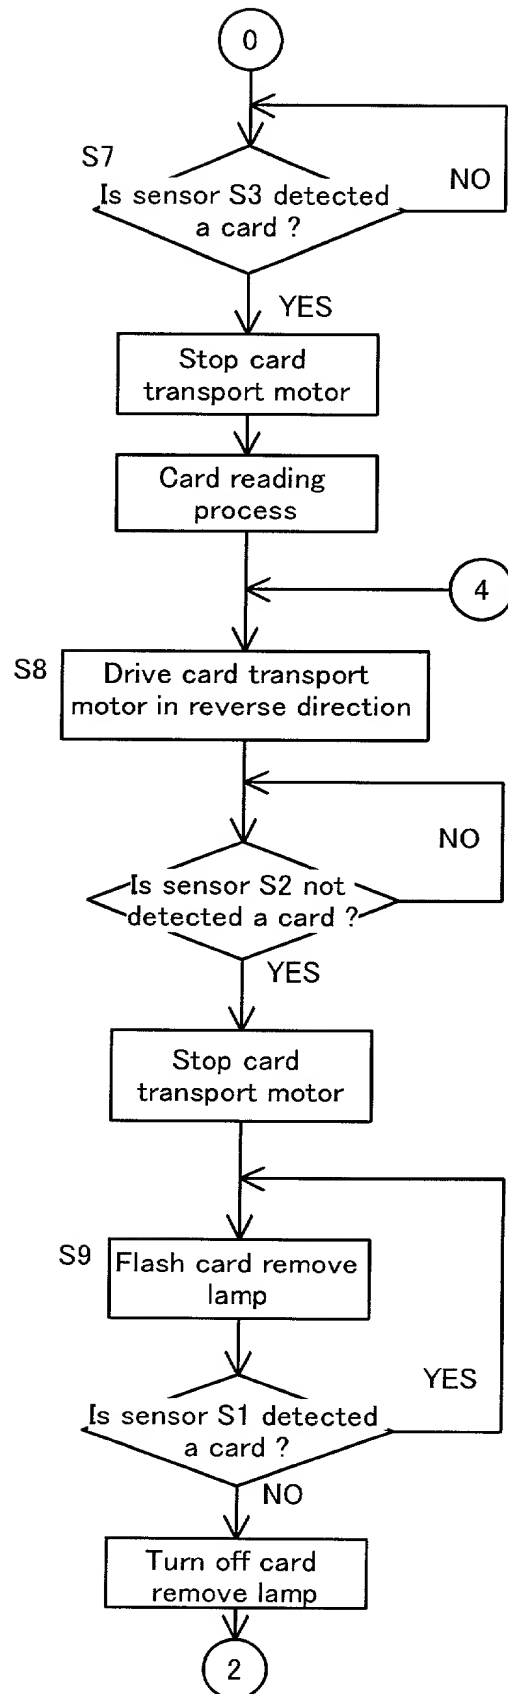 0
S7
Is sensor S3 detected
a card ?
NO
YES
Stop card
transport motor
Card reading
process
4
S8
Drive card transport
motor in reverse direction
NO
Is sensor S2 not
detected a card ?
YES
Stop card
transport motor
S9
Flash card remove
lamp
YES
Is sensor S1 detected
a card ?
NO
Turn off card
remove lamp
2